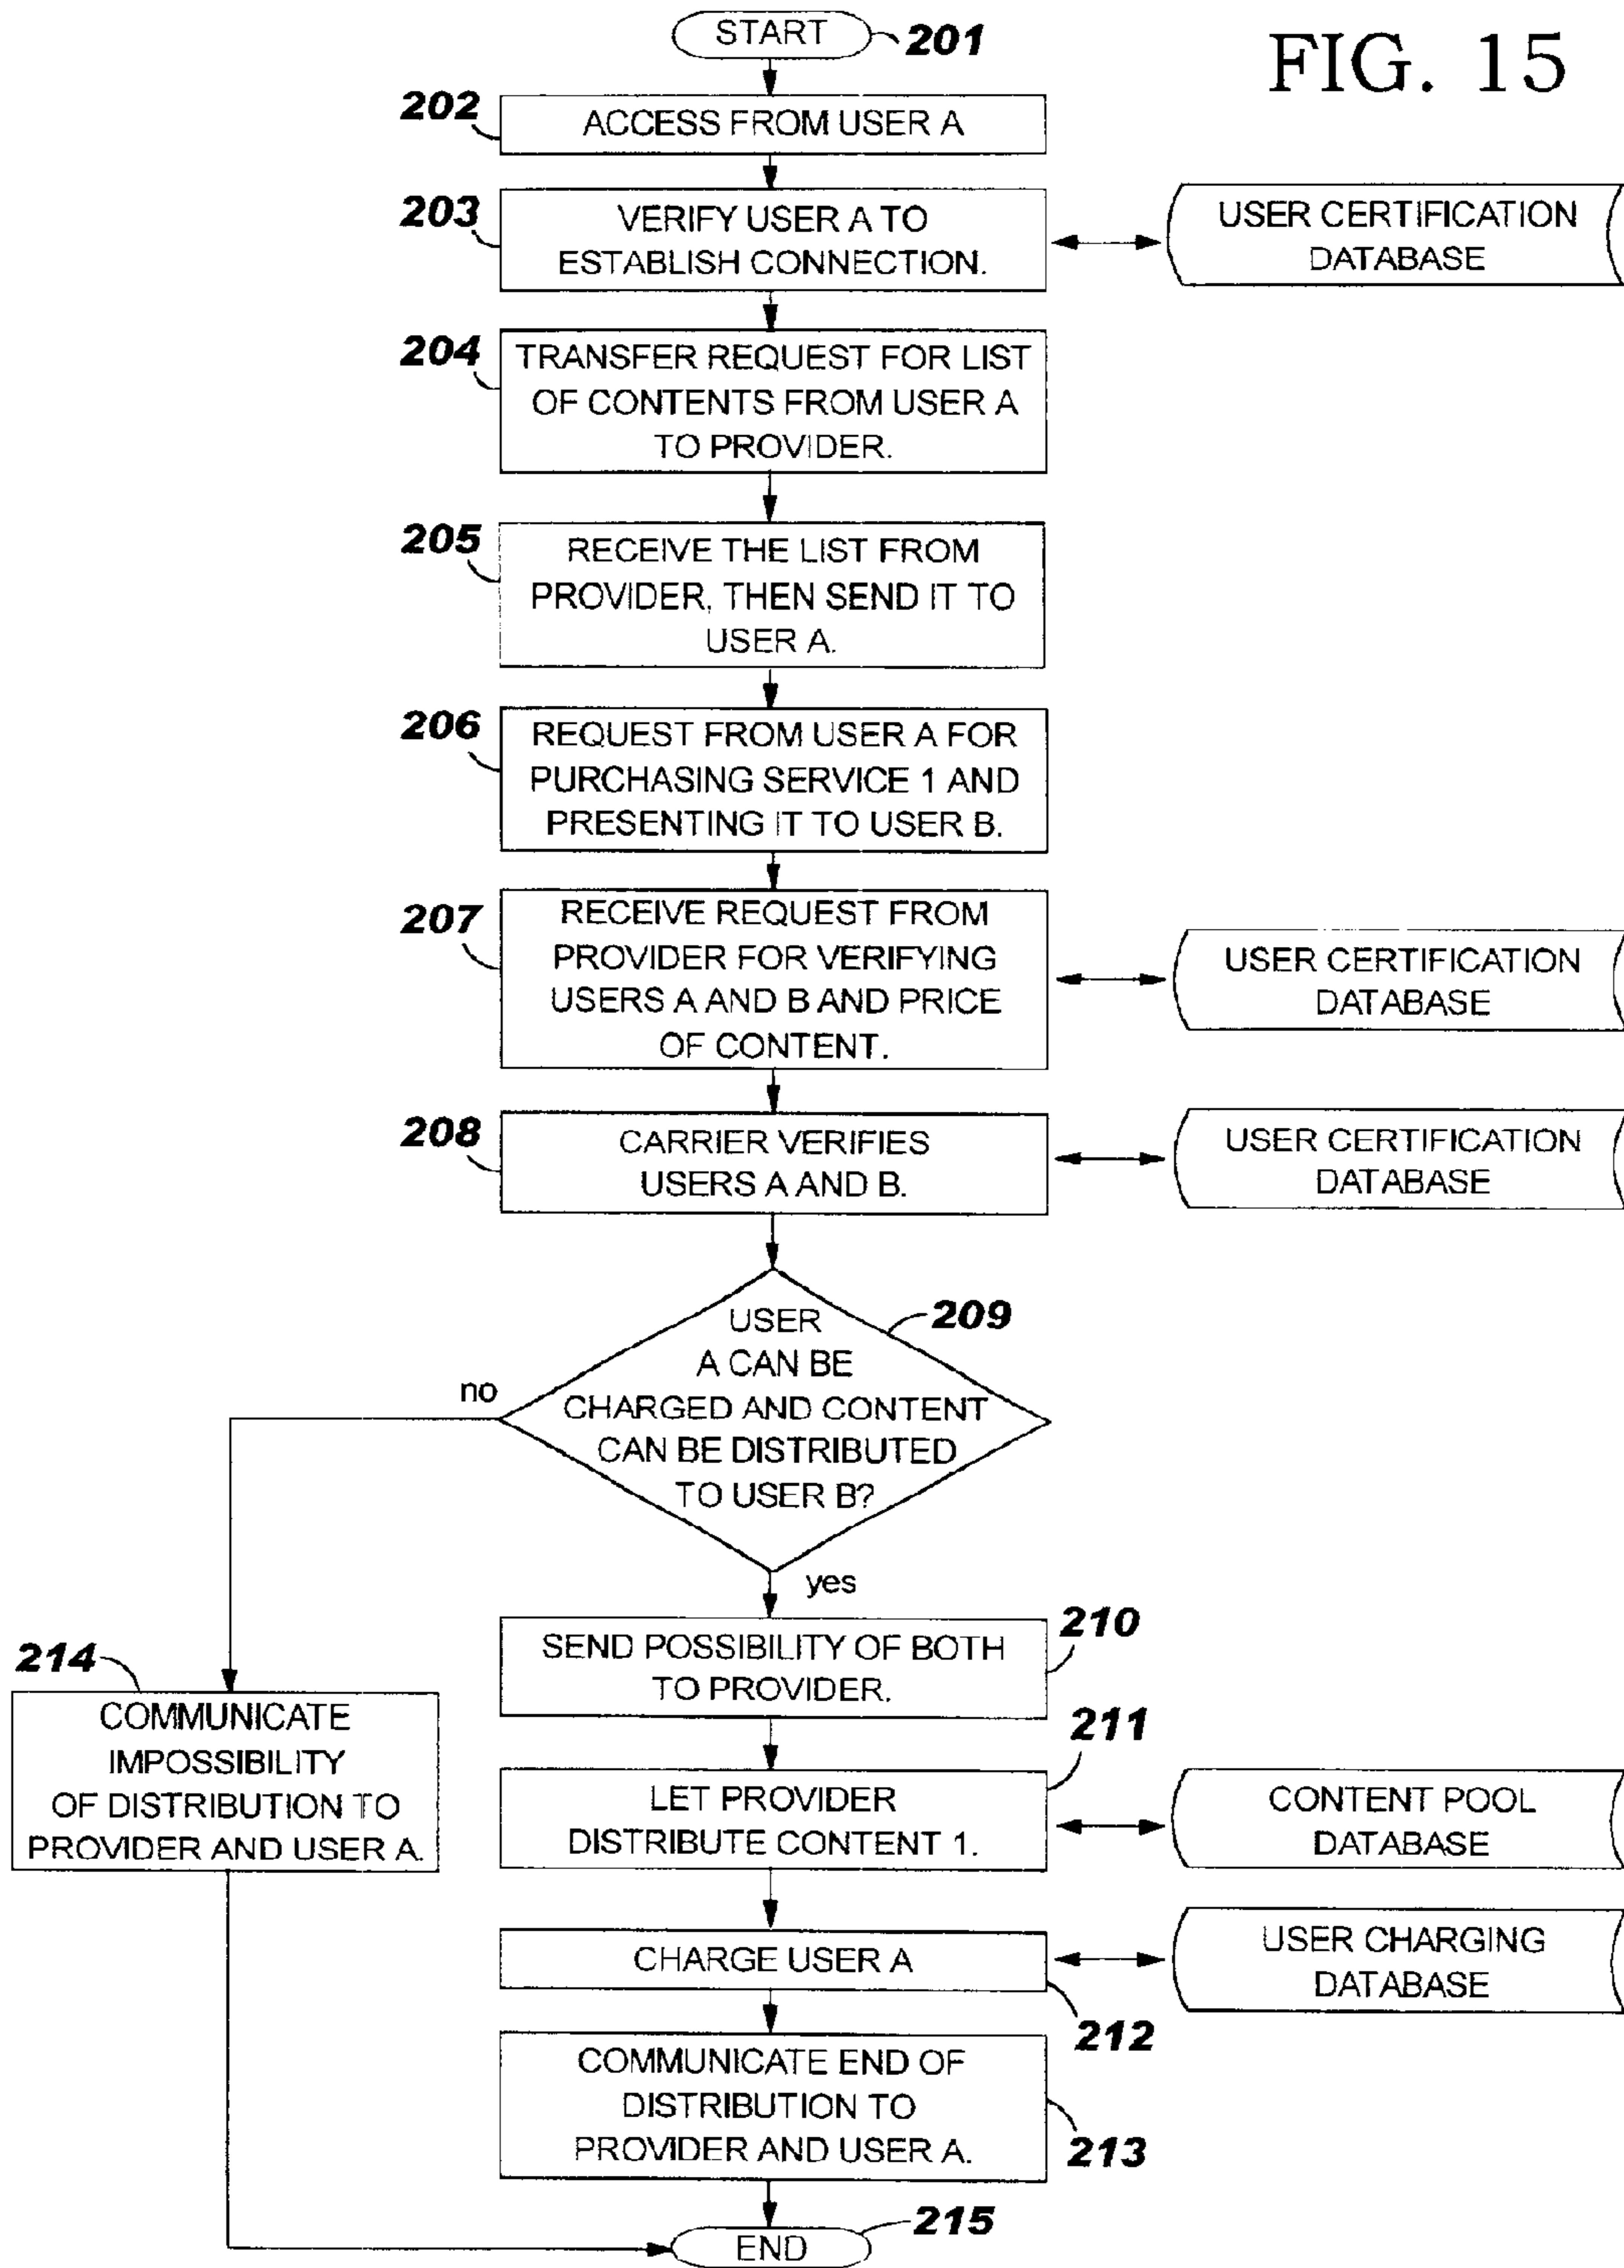 FIG. 15
START
201
202
ACCESS FROM USER A
203
VERIFY USER A TO
ESTABLISH CONNECTION.
USER CERTIFICATION
DATABASE
204
TRANSFER REQUEST FOR LIST
OF CONTENTS FROM USER A
TO PROVIDER.
205
RECEIVE THE LIST FROM
PROVIDER, THEN SEND IT TO
USER A.
206
REQUEST FROM USER A FOR
PURCHASING SERVICE 1 AND
PRESENTING IT TO USER B.
207
RECEIVE REQUEST FROM
PROVIDER FOR VERIFYING
USERS A AND B AND PRICE
OF CONTENT.
USER CERTIFICATION
DATABASE
208
CARRIER VERIFIES
USERS A AND B.
USER CERTIFICATION
DATABASE
209
USER
A CAN BE
CHARGED AND CONTENT
CAN BE DISTRIBUTED
TO USER B?
no
yes
210
SEND POSSIBILITY OF BOTH
TO PROVIDER.
214
COMMUNICATE
IMPOSSIBILITY
OF DISTRIBUTION TO
PROVIDER AND USER A.
211
LET PROVIDER
DISTRIBUTE CONTENT 1.
CONTENT POOL
DATABASE
CHARGE USER A
212
USER CHARGING
DATABASE
COMMUNICATE END OF
DISTRIBUTION TO
PROVIDER AND USER A.
213
END
215